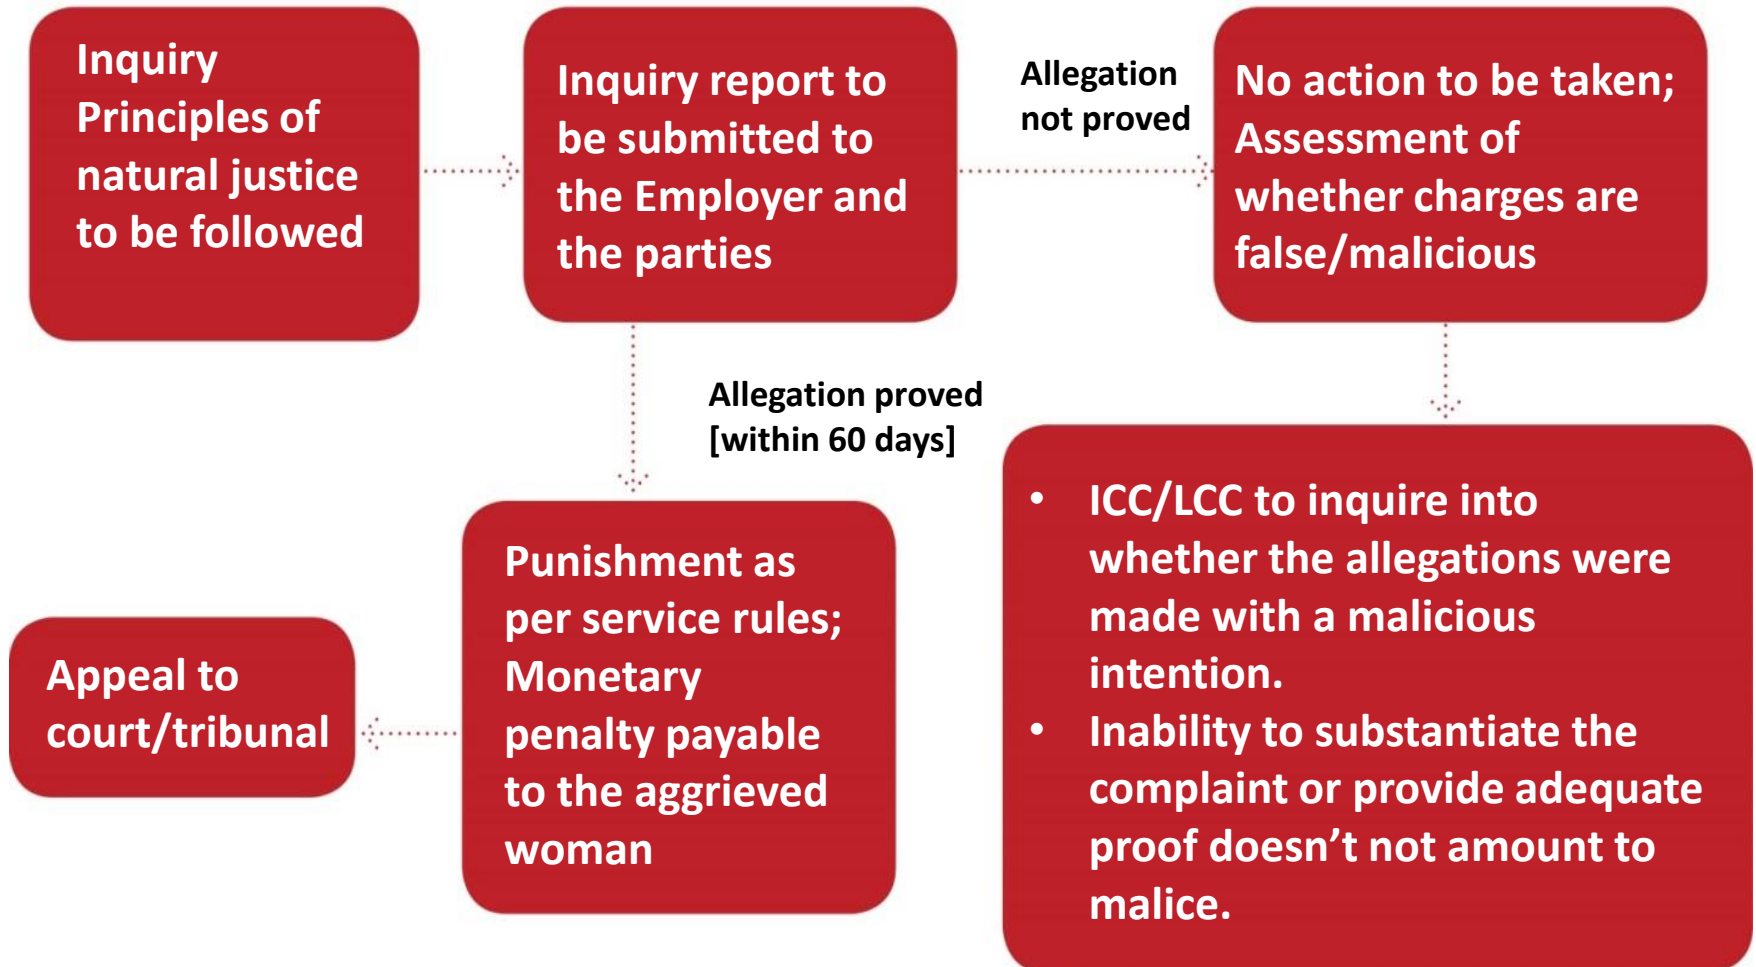 Inquiry
Principles of
natural justice
to be followed
Inquiry report to
be submitted to
the Employer and
the parties
Allegation
not proved
No action to be taken;
Assessment of
whether charges are
false/malicious
Allegation proved
[within 60 days]
• ICC/LCC to inquire into
whether the allegations were
made with a malicious
intention.
• Inability to substantiate the
complaint or provide adequate
proof doesn’t not amount to
malice.
Punishment as
per service rules;
Monetary
penalty payable
to the aggrieved
woman
Appeal to
court/tribunal